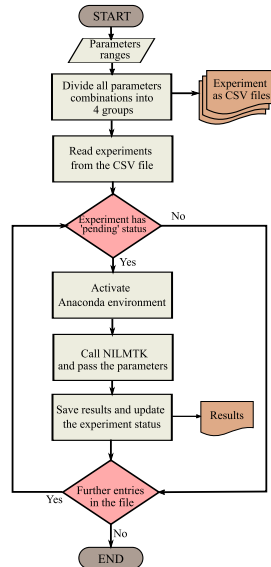 START
Parameters
ranges
Divide all parameters
combinations into
4 groups
Experiment
as CSV files
Read experiments
from the CSV file
Experiment has
'pending' status
No
Yes
Activate
Anaconda environment
Call NILMTK
and pass the parameters
Save results and update
the experiment status
Results
Further entries
in the file
Yes
No
END